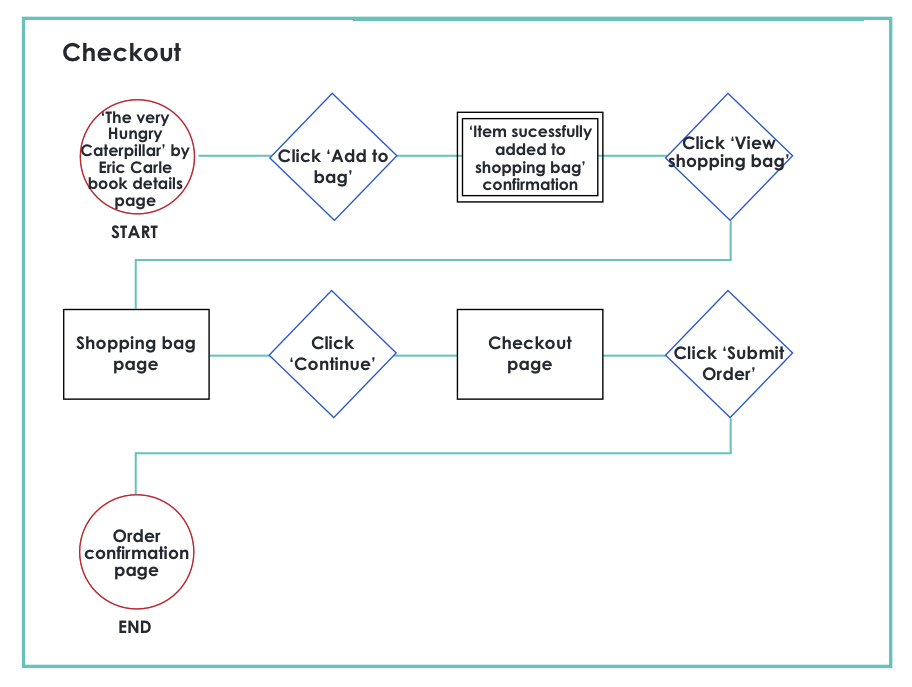 Checkout
‘The very
Hungry
Caterpillar’ by
Eric Carle
book details
page
START
Click ‘Add to
bag’
‘Item sucessfully
added to
shopping bag’
confirmation
Click ‘View
shopping bag’
Shopping bag
page
Click
‘Continue’
Checkout
page
Click ‘Submit
Order’
Order
confirmation
page
END